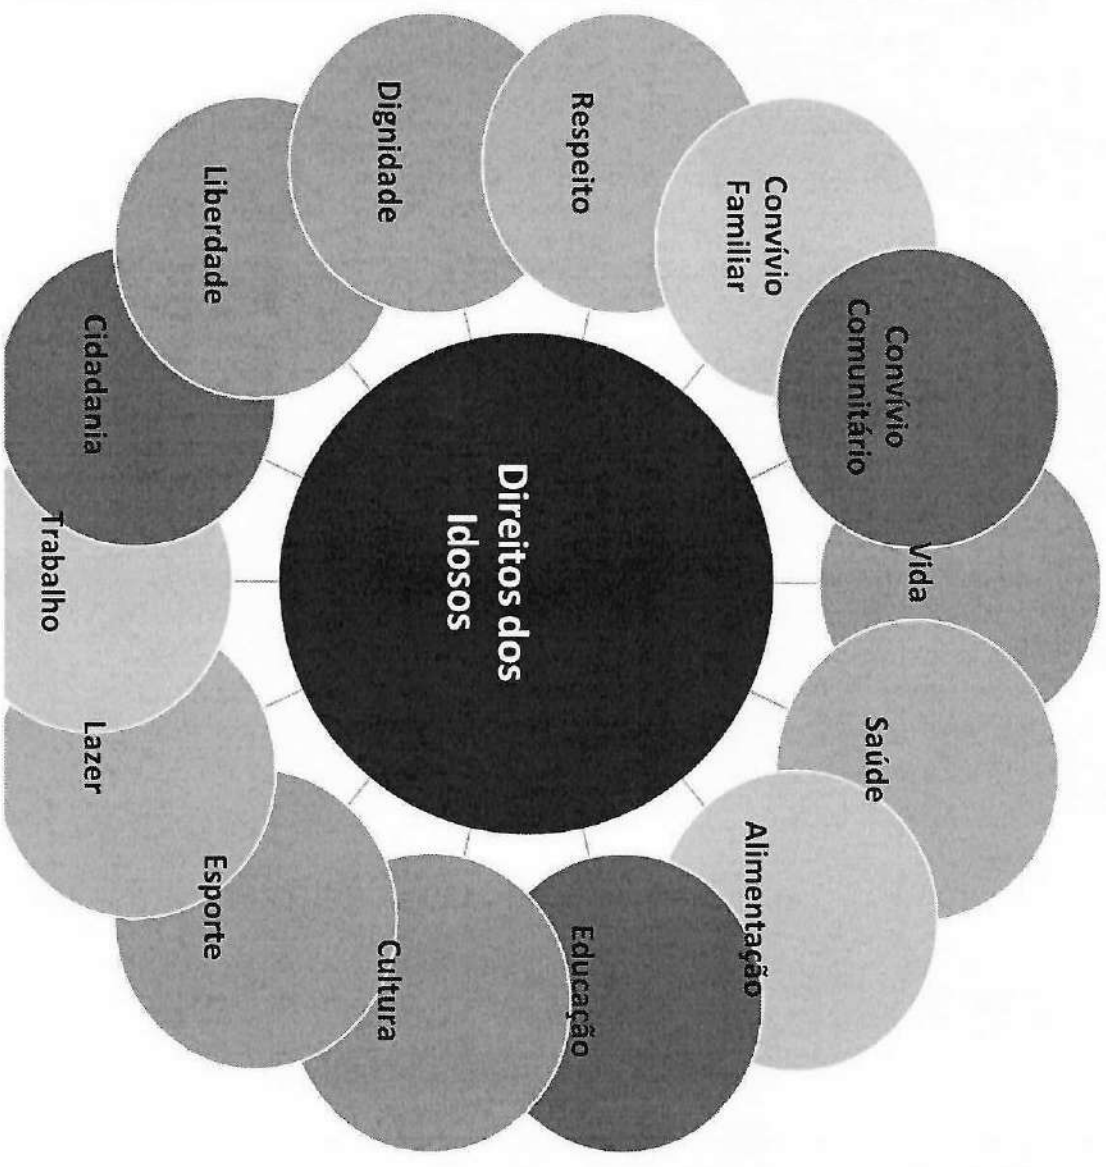 Direitos dos
Idosos
Vida
Saúde
Alimentação
Educação
Cultura
Esporte
Lazer
Trabalho
Cidadania
Liberdade
Dignidade
Respeito
Convívio
Familiar
Convívio
Comunitário